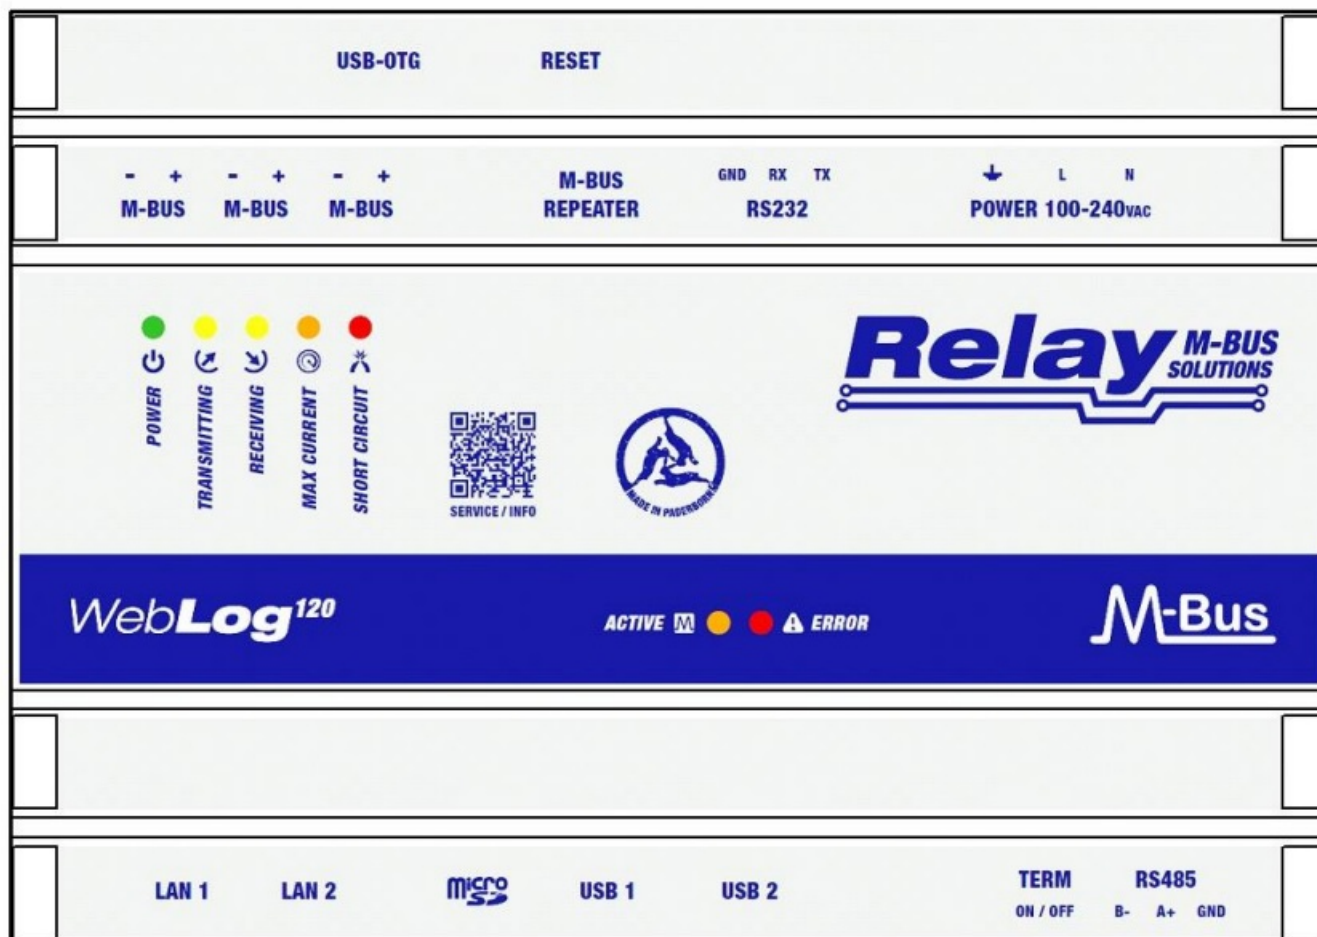 USB-OTG RESET
- + - + - + GND RX TX L N
M-BUS M-BUS M-BUS M-BUS REPEATER RS232 POWER 100-240VAC
POWER
TRANSMITTING
RECEIVING
MAX CURRENT
SHORT CIRCUIT
SERVICE / INFO
MADE IN PADERBORN
Relay M-BUS SOLUTIONS
WebLog120
ACTIVE M ERROR
M-Bus
LAN 1 LAN 2 micro SD USB 1 USB 2 TERM RS485
ON / OFF B- A+ GND